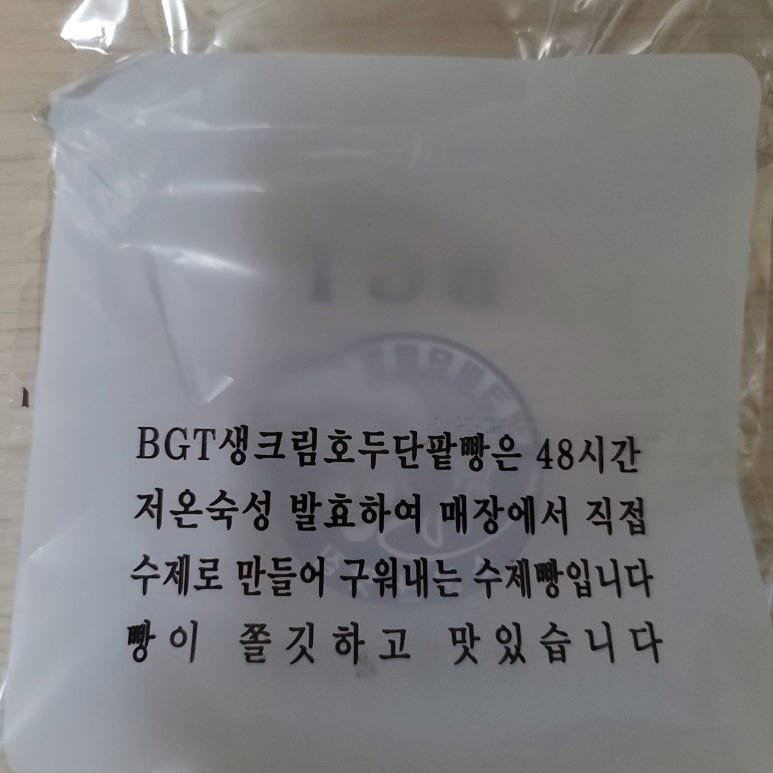 BGT생크림호두단팥빵은 48시간
저온숙성 발효하여 매장에서 직접
수제로 만들어 구워내는 수제빵입니다
빵이 쫄깃하고 맛있습니다